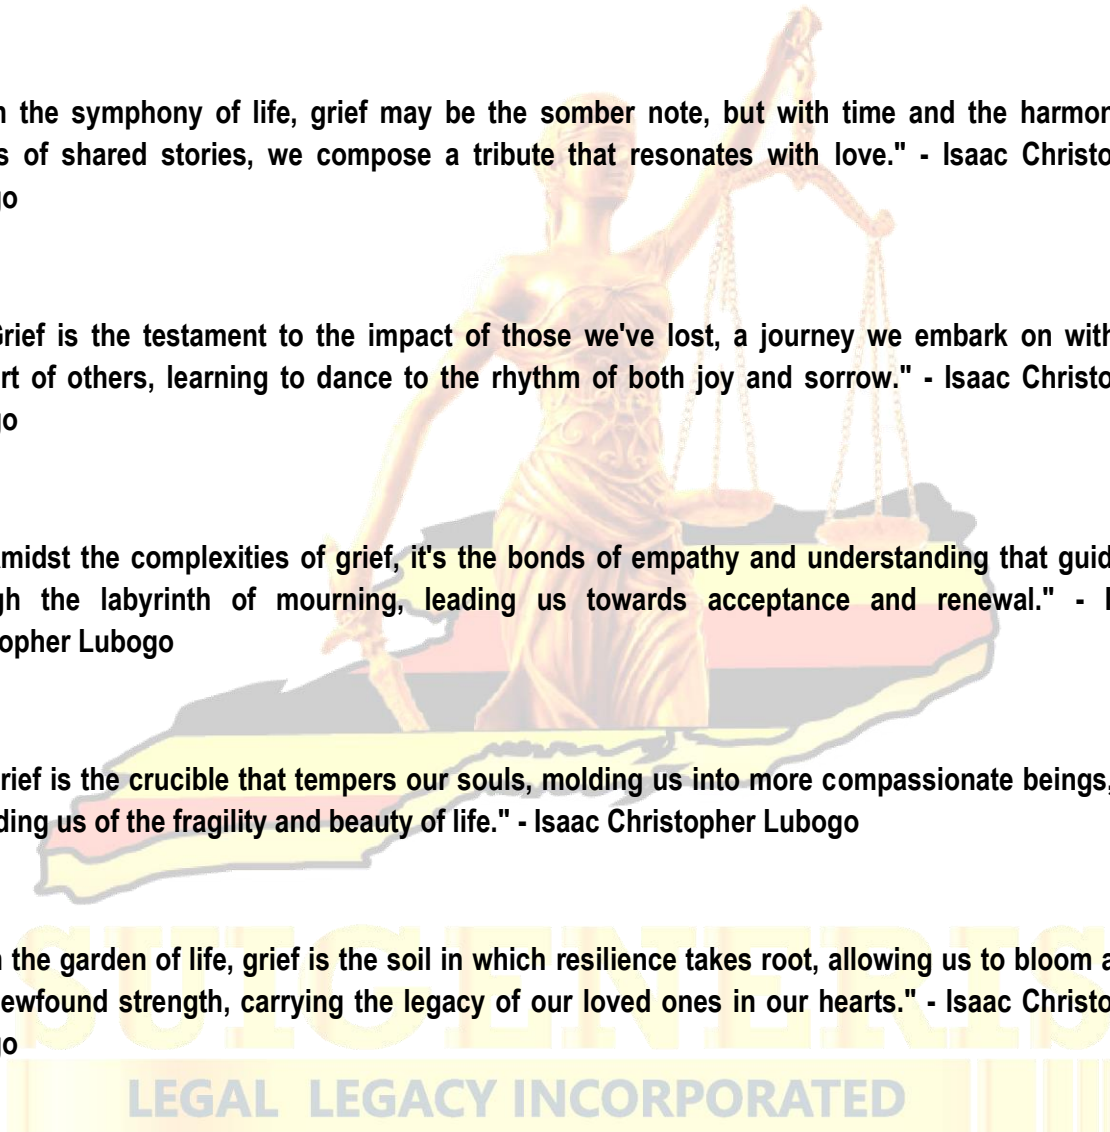 n the symphony of life, grief may be the somber note, but with time and the harmon
s of shared stories, we compose a tribute that resonates with love." - Isaac Christo
go
Grief is the testament to the impact of those we've lost, a journey we embark on with
rt of others, learning to dance to the rhythm of both joy and sorrow." - Isaac Christo
go
midst the complexities of grief, it's the bonds of empathy and understanding that guid
gh the labyrinth of mourning, leading us towards acceptance and renewal." - I
opher Lubogo
rief is the crucible that tempers our souls, molding us into more compassionate beings,
ding us of the fragility and beauty of life." - Isaac Christopher Lubogo
n the garden of life, grief is the soil in which resilience takes root, allowing us to bloom a
ewfound strength, carrying the legacy of our loved ones in our hearts." - Isaac Christo
go
SUIGENERIS
LEGAL LEGACY INCORPORATED